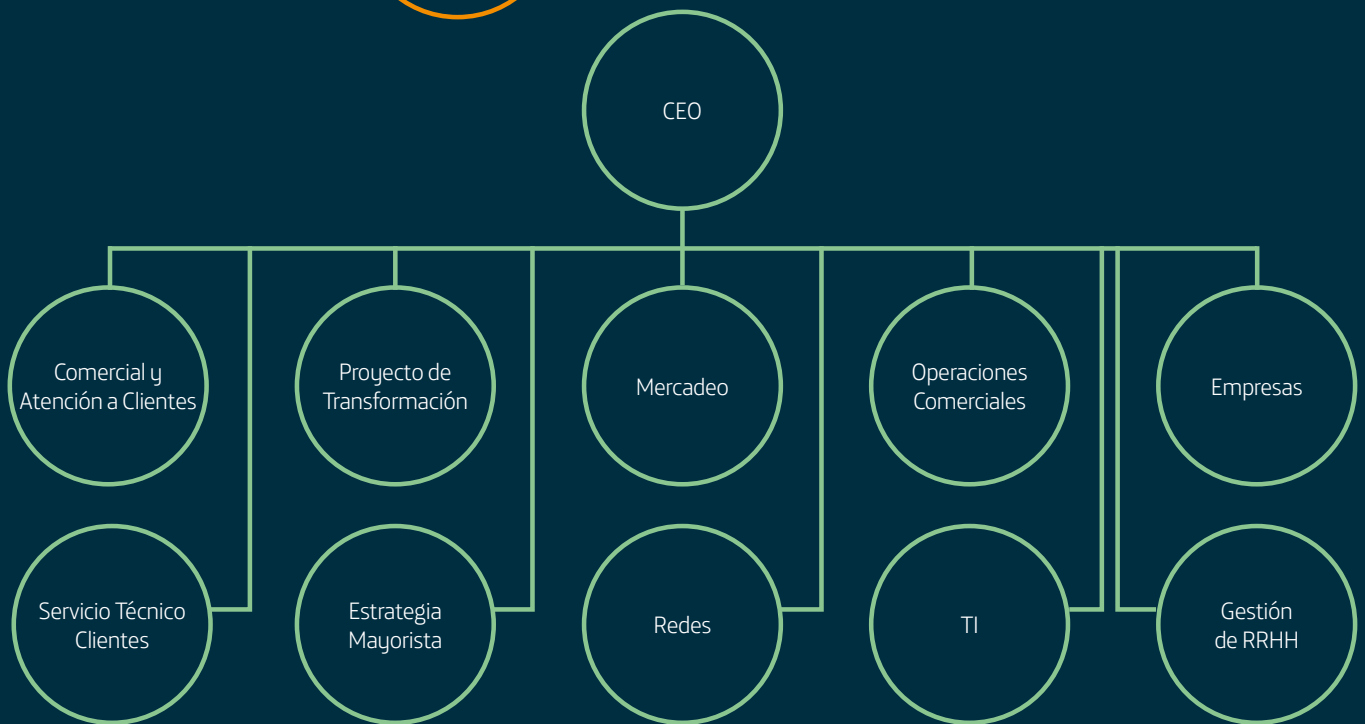 CEO
Comercial y
Atención a Clientes
Proyecto de
Transformación
Mercadeo
Operaciones
Comerciales
Empresas
Servicio Técnico
Clientes
Estrategia
Mayorista
Redes
TI
Gestión
de RRHH